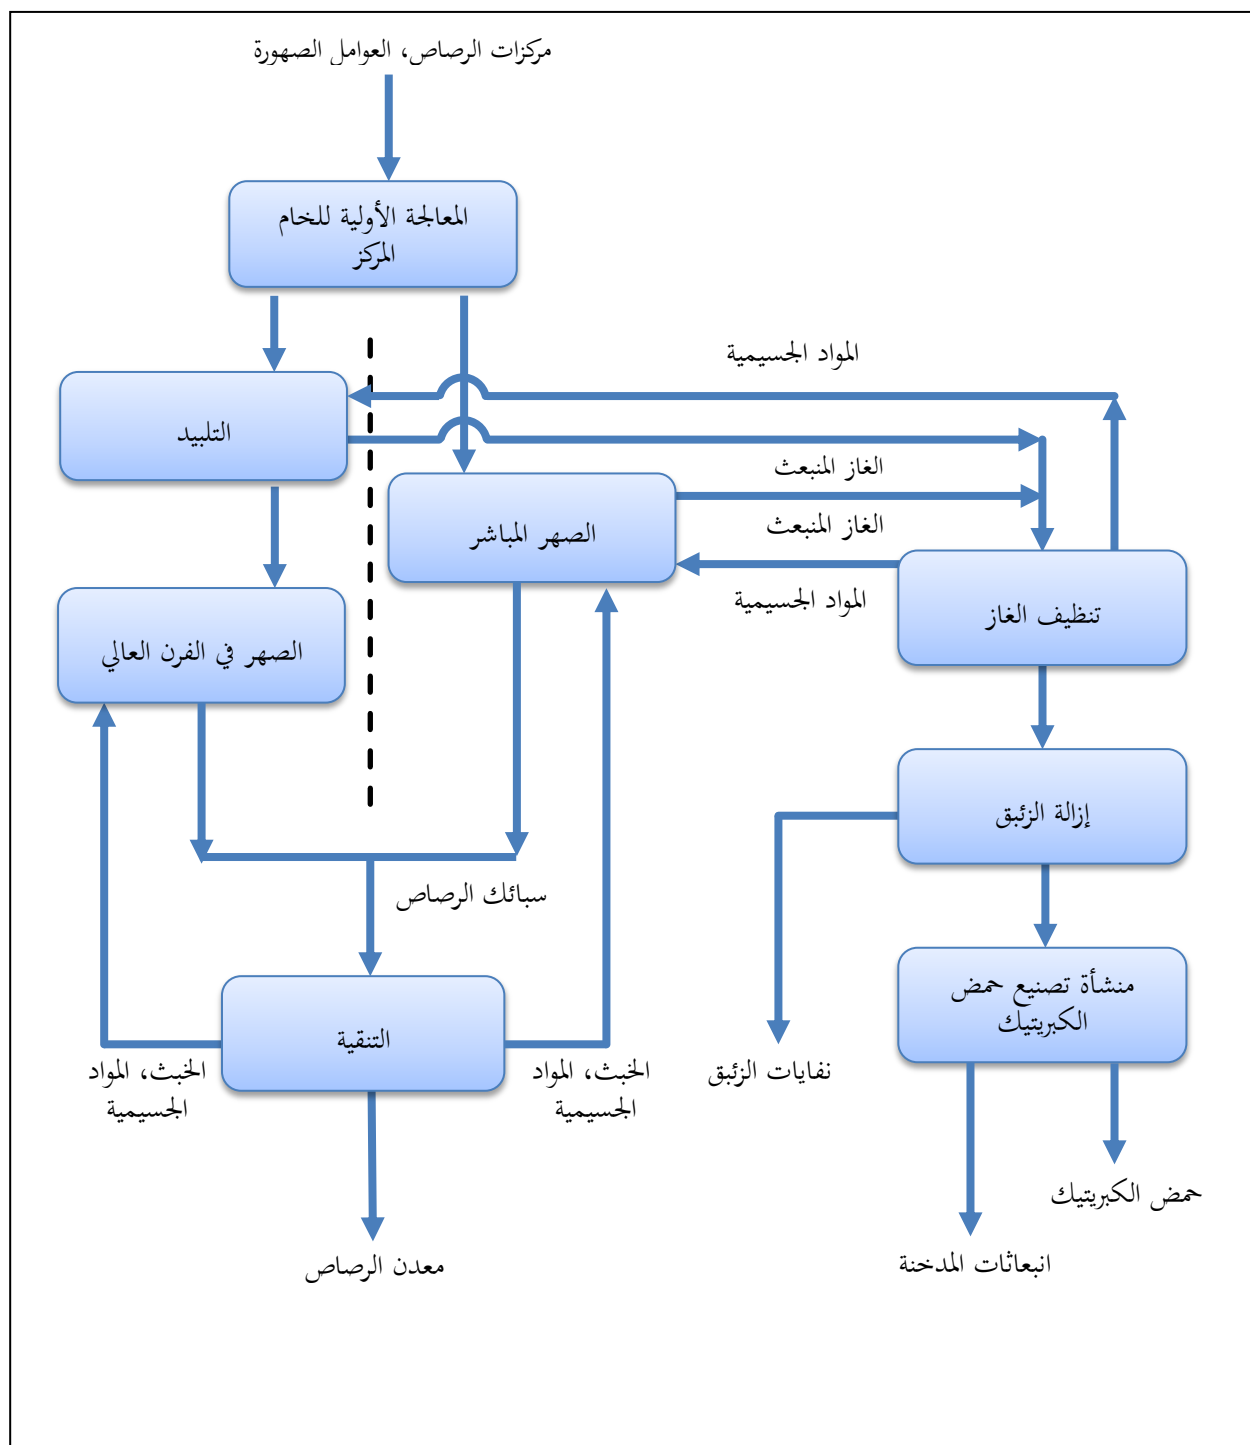 مركزات الرصاص، العوامل الصهورة
المعالجة الأولية للخام
المركز
المواد الجسيمية
التلبيد
الغاز المنبعث
الغاز المنبعث
الصهر المباشر
المواد الجسيمية
تنظيف الغاز
الصهر في الفرن العالي
إزالة الزئبق
سبائك الرصاص
منشأة تصنيع حمض
الكبريتيك
التنقية
الخبث، المواد
الجسيمية
الخبث، المواد
الجسيمية
نفايات الزئبق
حمض الكبريتيك
معدن الرصاص
انبعاثات المدخنة